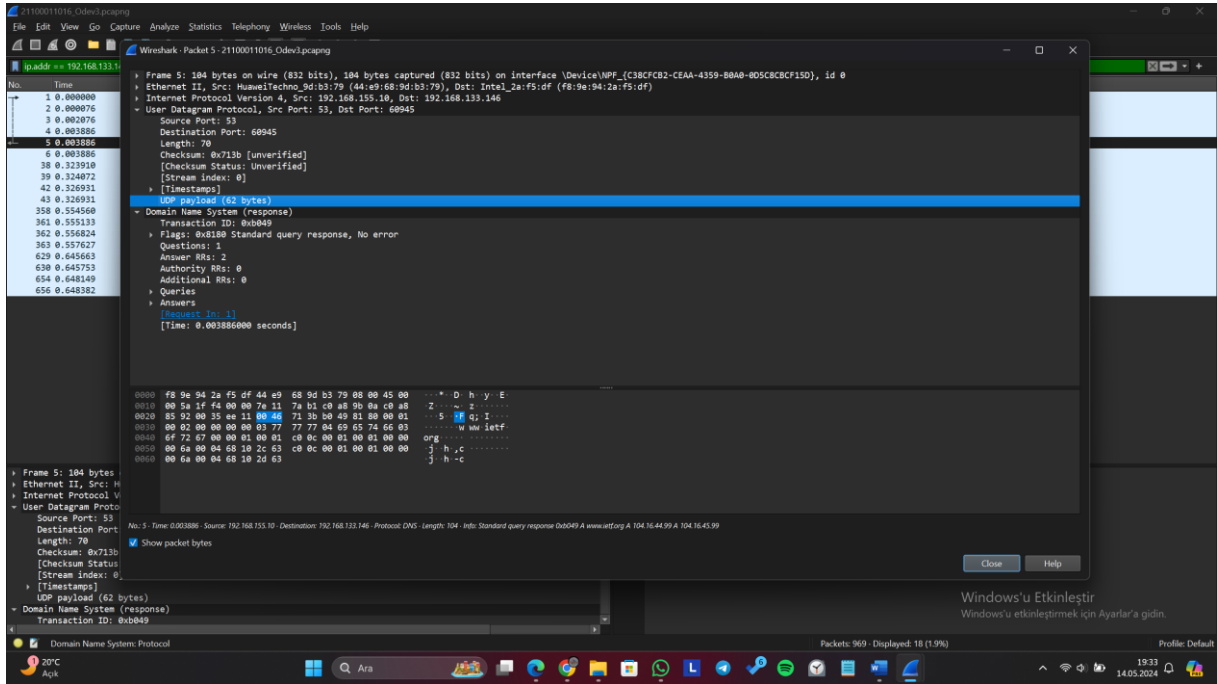 21100011016_Odev3.pcapng
File Edit View Go Capture Analyze Statistics Telephony Wireless Tools Help
Wireshark · Packet 5 · 21100011016_Odev3.pcapng
ip.addr == 192.168.133.1
No. Time
1 0.000000
2 0.000076
3 0.002076
4 0.003886
5 0.003886
6 0.003886
38 0.323910
39 0.324072
42 0.326931
43 0.326931
358 0.554560
361 0.555133
362 0.556824
363 0.557627
629 0.645663
630 0.645753
654 0.648149
656 0.648382
Frame 5: 104 bytes on wire (832 bits), 104 bytes captured (832 bits) on interface \Device\NPF_{C38CFCB2-CEAA-4359-B0A0-0D5C8CBCF15D}, id 0
Ethernet II, Src: HuaweiTechno_9d:b3:79 (44:e9:68:9d:b3:79), Dst: Intel_2a:f5:df (f8:9e:94:2a:f5:df)
Internet Protocol Version 4, Src: 192.168.155.10, Dst: 192.168.133.146
User Datagram Protocol, Src Port: 53, Dst Port: 60945
Source Port: 53
Destination Port: 60945
Length: 70
Checksum: 0x713b [unverified]
[Checksum Status: Unverified]
[Stream index: 0]
[Timestamps]
UDP payload (62 bytes)
Domain Name System (response)
Transaction ID: 0xb049
Flags: 0x8180 Standard query response, No error
Questions: 1
Answer RRs: 2
Authority RRs: 0
Additional RRs: 0
Queries
Answers
[Request In: 1]
[Time: 0.003886000 seconds]
0000 f8 9e 94 2a f5 df 44 e9 68 9d b3 79 08 00 45 00 ···*··D· h··y··E·
0010 00 5a 1f f4 00 00 7e 11 7a b1 c0 a8 9b 0a c0 a8 ·Z····~· z·······
0020 85 92 00 35 ee 11 00 46 71 3b b0 49 81 80 00 01 ···5···F q;·I····
0030 00 02 00 00 00 00 03 77 77 77 04 69 65 74 66 03 ·······w ww·ietf·
0040 6f 72 67 00 00 01 00 01 c0 0c 00 01 00 01 00 00 org····· ········
0050 00 6a 00 04 68 10 2c 63 c0 0c 00 01 00 01 00 00 ·j··h·,c ········
0060 00 6a 00 04 68 10 2d 63 ·j··h·-c
No.: 5 · Time: 0.003886 · Source: 192.168.155.10 · Destination: 192.168.133.146 · Protocol: DNS · Length: 104 · Info: Standard query response 0xb049 A www.ietf.org A 104.16.44.99 A 104.16.45.99
Show packet bytes
Close Help
Frame 5: 104 bytes
Ethernet II, Src: H
Internet Protocol V
User Datagram Proto
Source Port: 53
Destination Port
Length: 70
Checksum: 0x713b
[Checksum Status
[Stream index: 0
[Timestamps]
UDP payload (62 bytes)
Domain Name System (response)
Transaction ID: 0xb049
Windows'u Etkinleştir
Windows'u etkinleştirmek için Ayarlar'a gidin.
Domain Name System: Protocol
Packets: 969 · Displayed: 18 (1.9%)
Profile: Default
1
20°C
Açık
Ara
L
19:33
14.05.2024